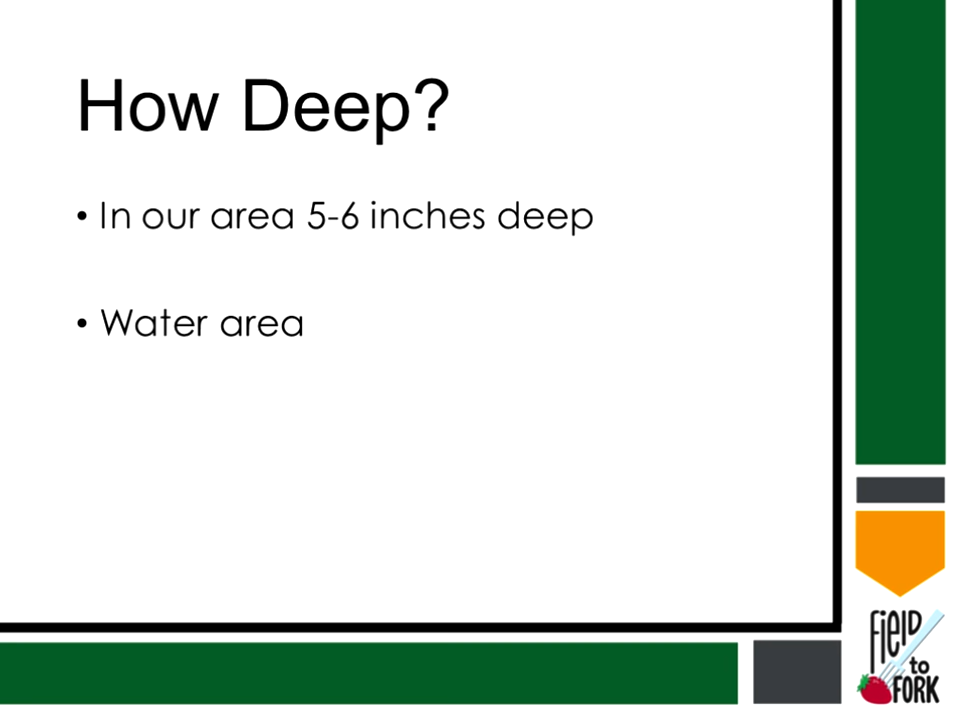 How Deep?
• In our area 5-6 inches deep
• Water area
FiELD
to
FORK